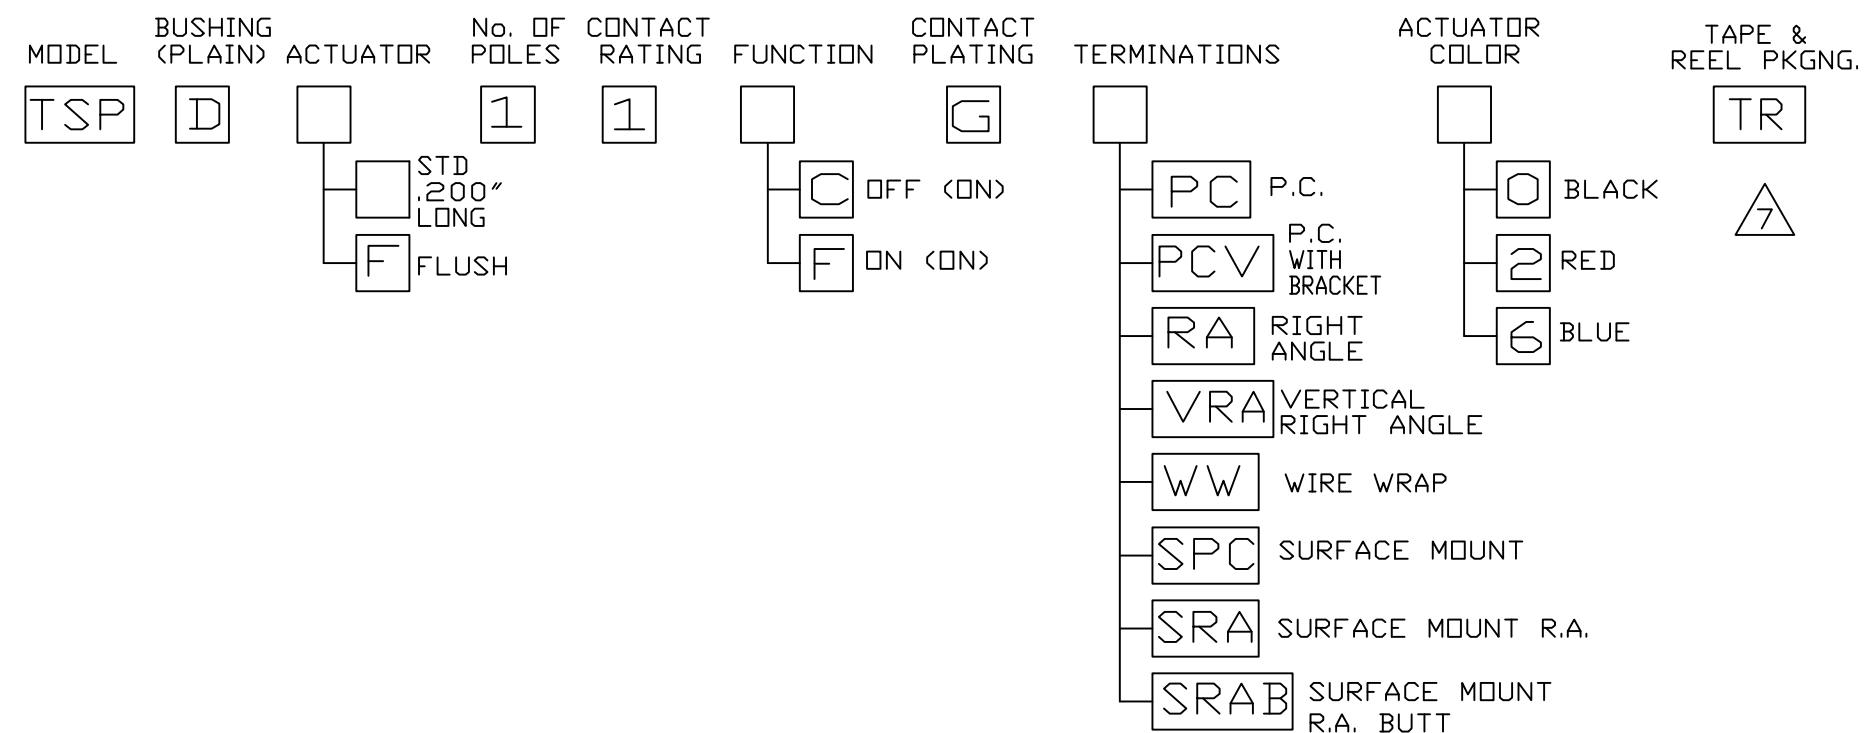 MODEL
BUSHING
(PLAIN)
ACTUATOR
No. OF
POLES
CONTACT
RATING
FUNCTION
CONTACT
PLATING
TERMINATIONS
ACTUATOR
COLOR
TAPE &
REEL PKGNG.
TSP
D
1
1
G
TR
STD
.200"
LONG
F FLUSH
C OFF (ON)
F ON (ON)
PC P.C.
PCV
P.C.
WITH
BRACKET
RA
RIGHT
ANGLE
VRA
VERTICAL
RIGHT ANGLE
WW WIRE WRAP
SPC SURFACE MOUNT
SRA SURFACE MOUNT R.A.
SRAB
SURFACE MOUNT
R.A. BUTT
0 BLACK
2 RED
6 BLUE
7